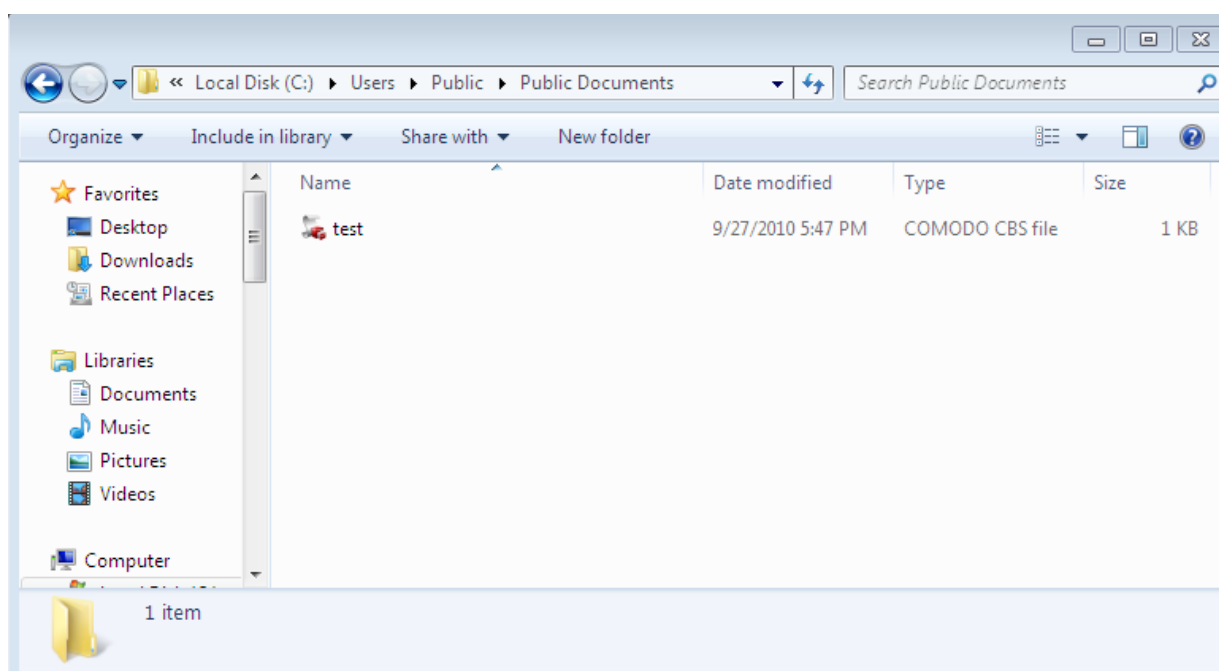 « Local Disk (C:) ▸ Users ▸ Public ▸ Public Documents
Search Public Documents
Organize Include in library Share with New folder
Name Date modified Type Size
test 9/27/2010 5:47 PM COMODO CBS file 1 KB
Favorites
Desktop
Downloads
Recent Places
Libraries
Documents
Music
Pictures
Videos
Computer
1 item